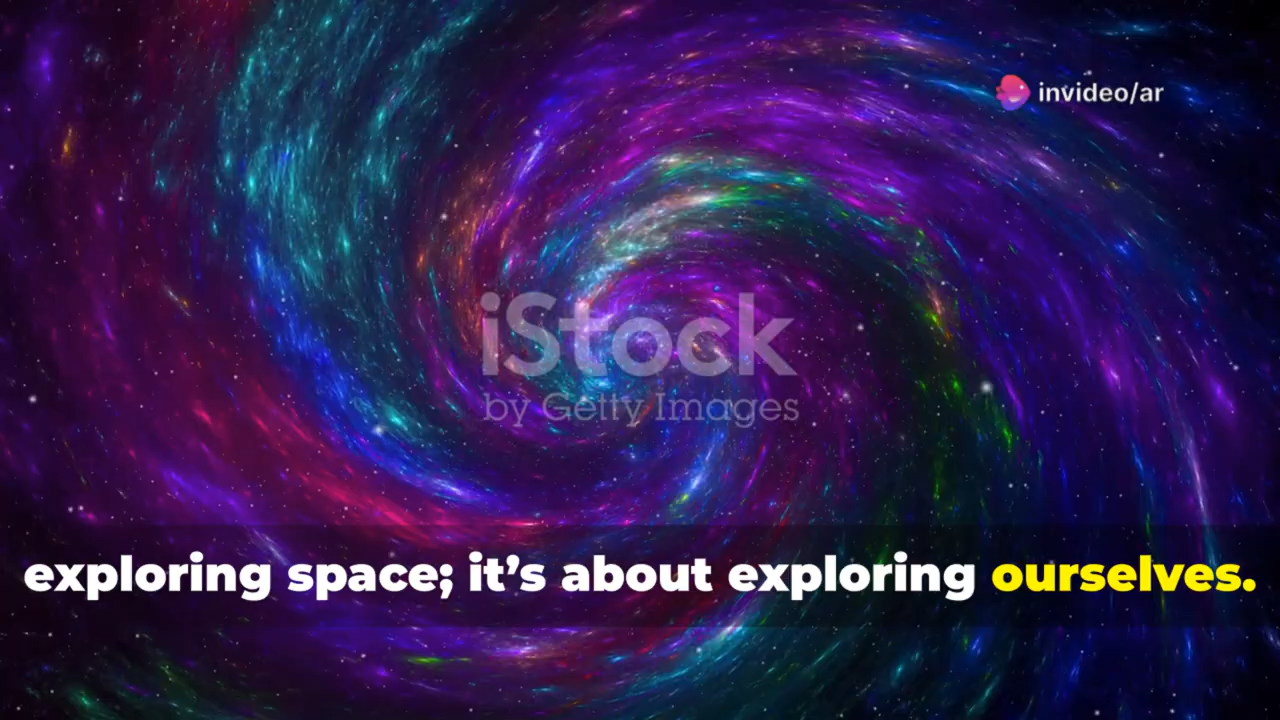 invideo/ar
iStock
by Getty Images
exploring space; it’s about exploring ourselves.